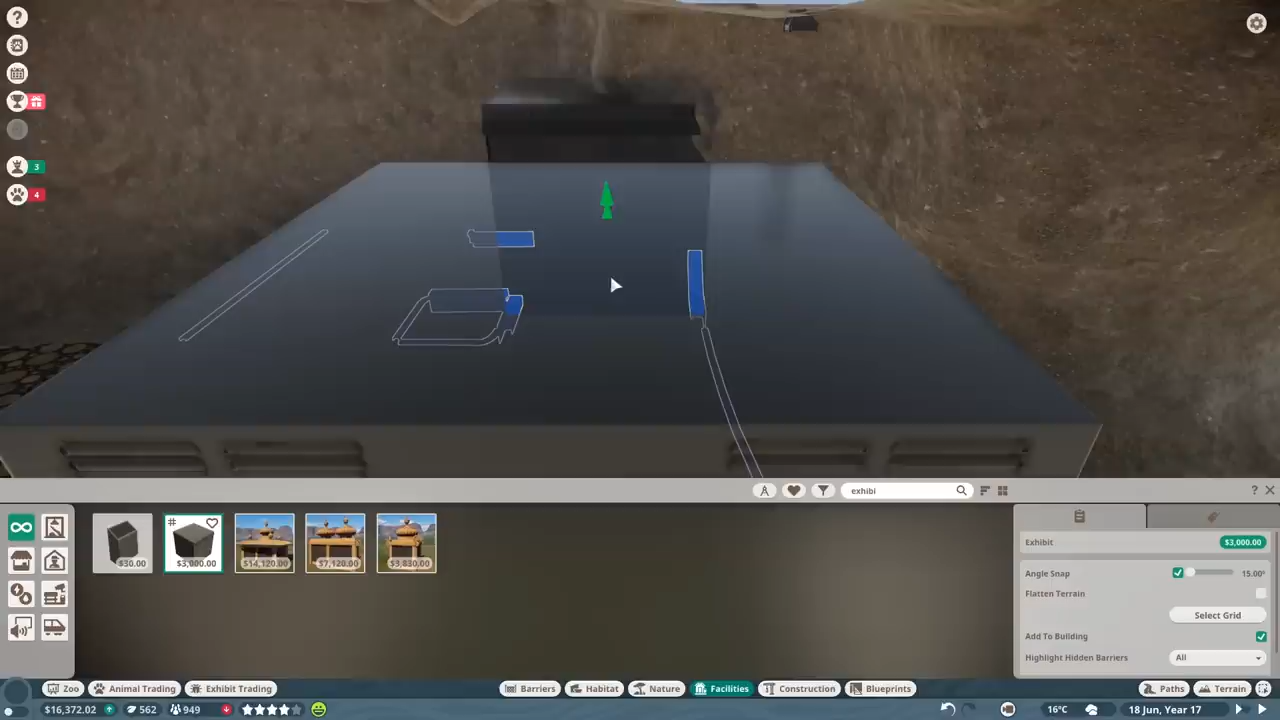 3
4
exhibi
?
$30.00
$3,000.00
$14,120.00
$7,120.00
$3,830.00
Exhibit
$3,000.00
Angle Snap
15.00°
Flatten Terrain
Select Grid
Add To Building
Highlight Hidden Barriers
All
Zoo
Animal Trading
Exhibit Trading
Barriers
Habitat
Nature
Facilities
Construction
Blueprints
Paths
Terrain
$16,372.02
562
949
16°C
18 Jun, Year 17